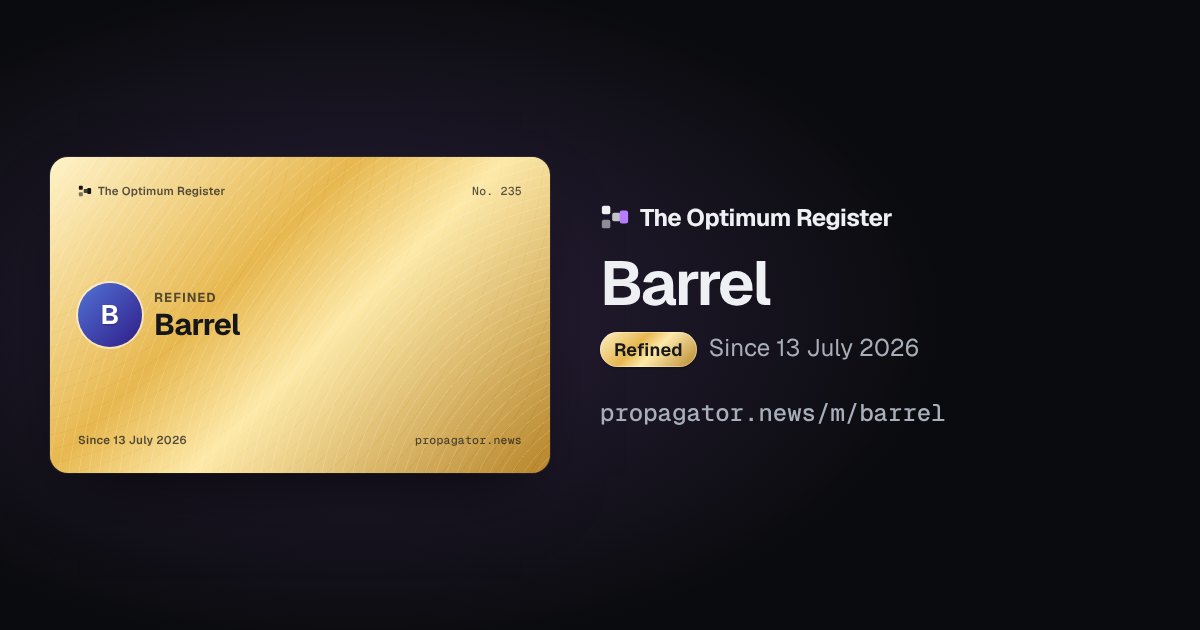 The Optimum Register
No. 235
B
REFINED
Barrel
Since 13 July 2026
propagator.news
The Optimum Register
Barrel
Refined
Since 13 July 2026
propagator.news/m/barrel